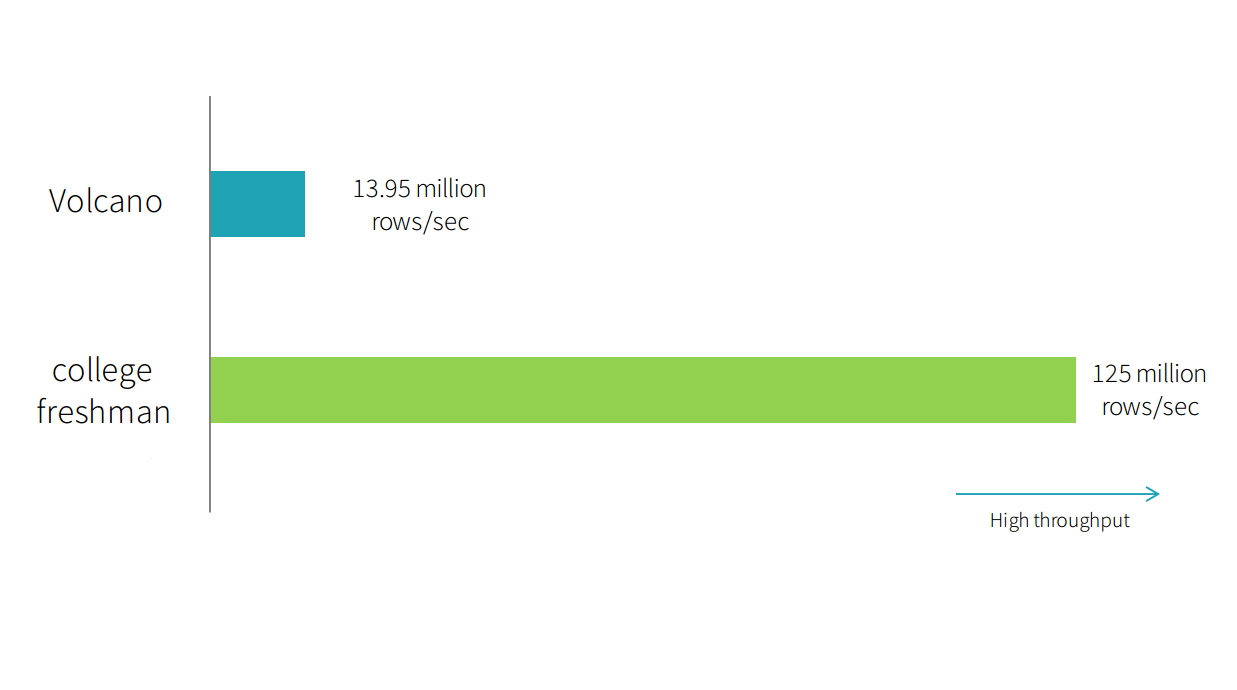 Volcano
13.95 million
rows/sec
college
freshman
125 million
rows/sec
High throughput